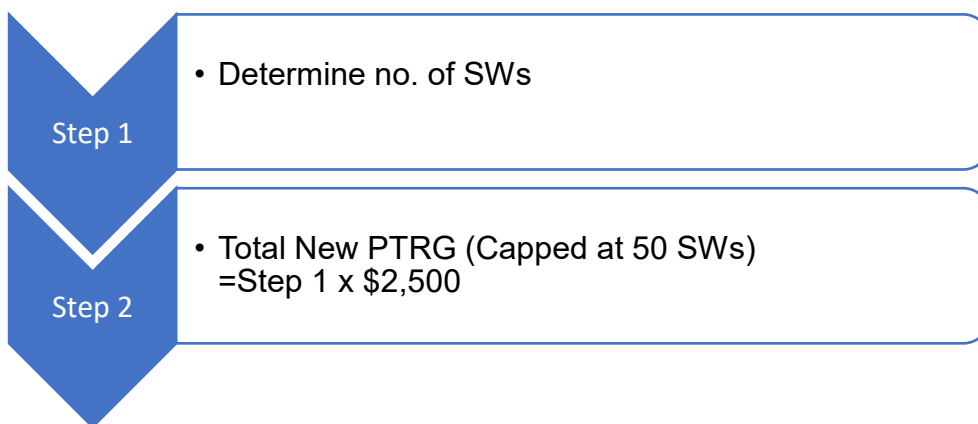 Step 1
• Determine no. of SWs
Step 2
• Total New PTRG (Capped at 50 SWs)
=Step 1 x $2,500